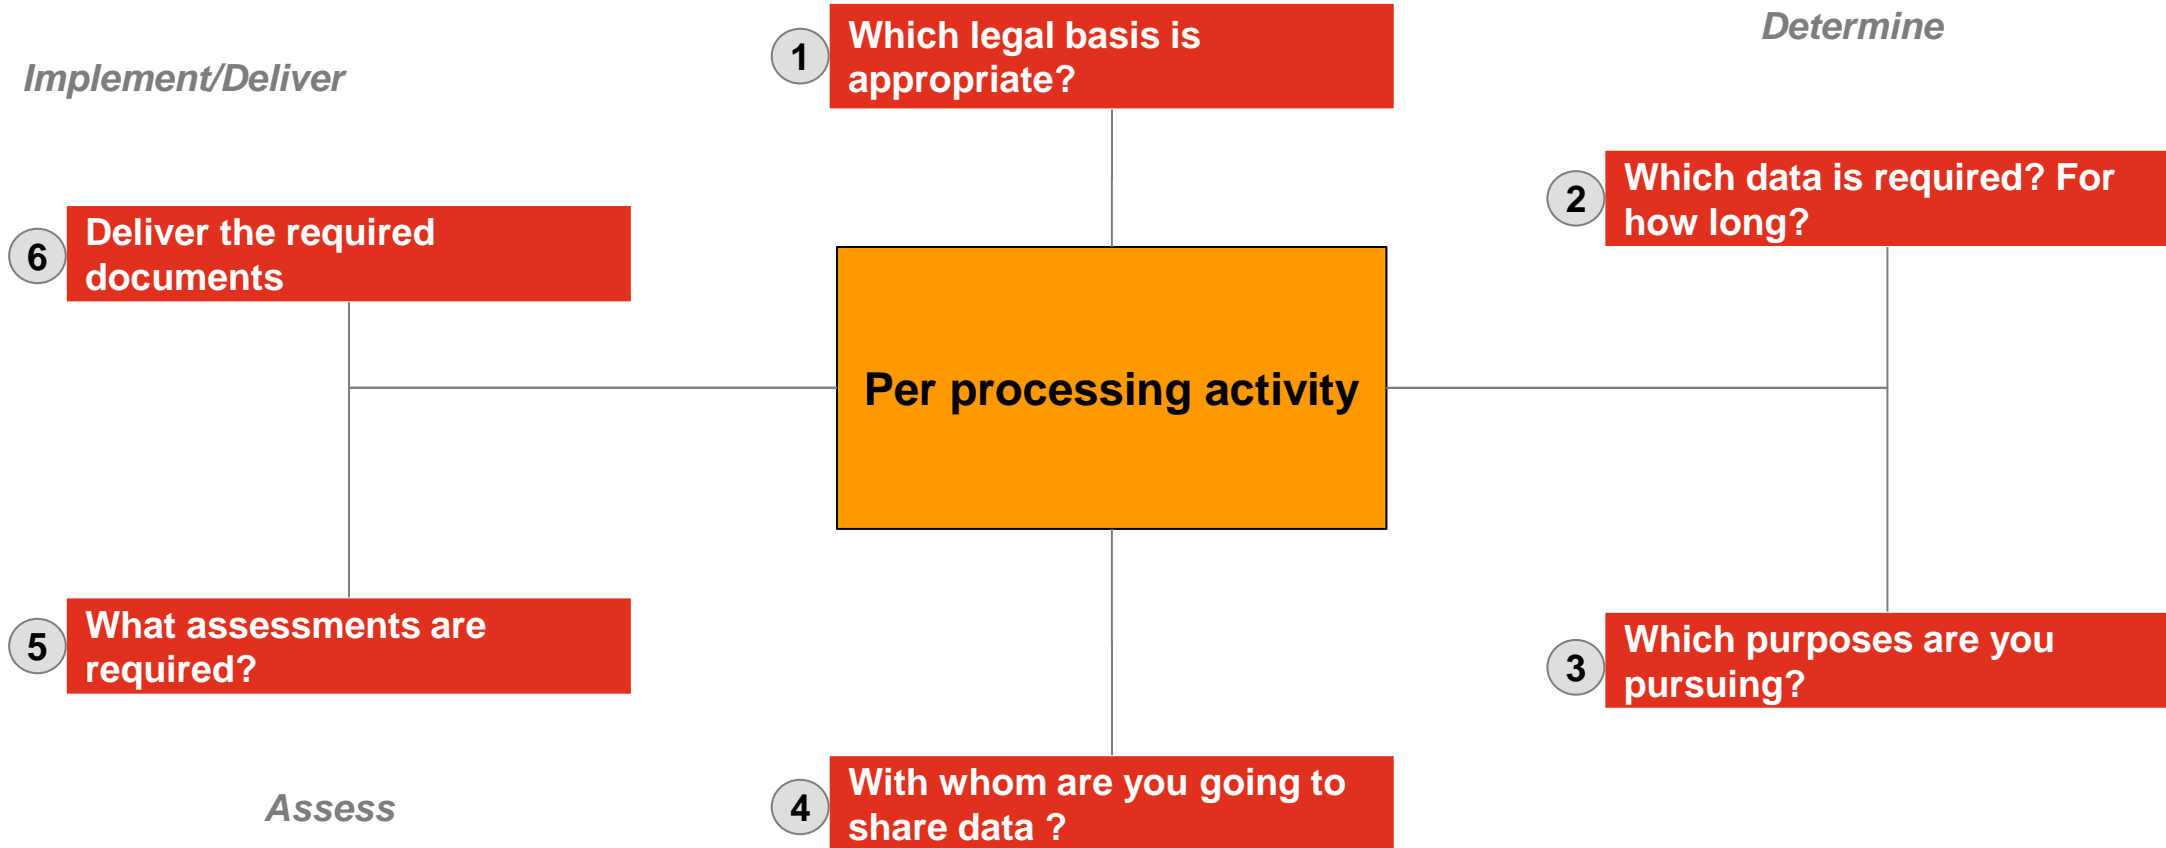 Implement/Deliver
Determine
1
Which legal basis is
appropriate?
2
Which data is required? For
how long?
6
Deliver the required
documents
Per processing activity
5
What assessments are
required?
3
Which purposes are you
pursuing?
4
With whom are you going to
share data ?
Assess